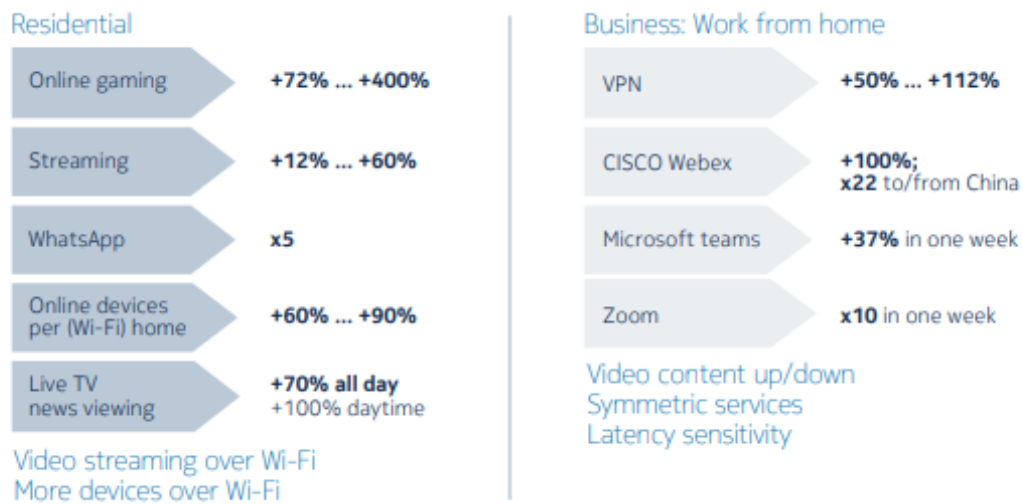 Residential
Online gaming
+72% ... +400%
Streaming
+12% ... +60%
WhatsApp
x5
Online devices
per (Wi-Fi) home
+60% ... +90%
Live TV
news viewing
+70% all day
+100% daytime
Video streaming over Wi-Fi
More devices over Wi-Fi
Business: Work from home
VPN
+50% ... +112%
CISCO Webex
+100%;
x22 to/from China
Microsoft teams
+37% in one week
Zoom
x10 in one week
Video content up/down
Symmetric services
Latency sensitivity